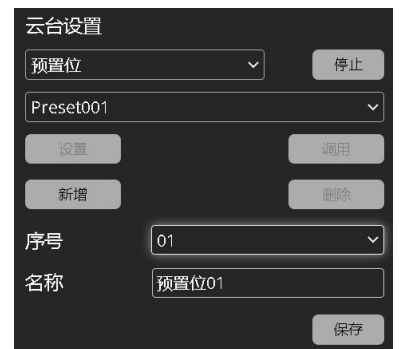 云台设置
预置位 停止
Preset001
设置 调用
新增 删除
序号 01
名称 预置位01
保存